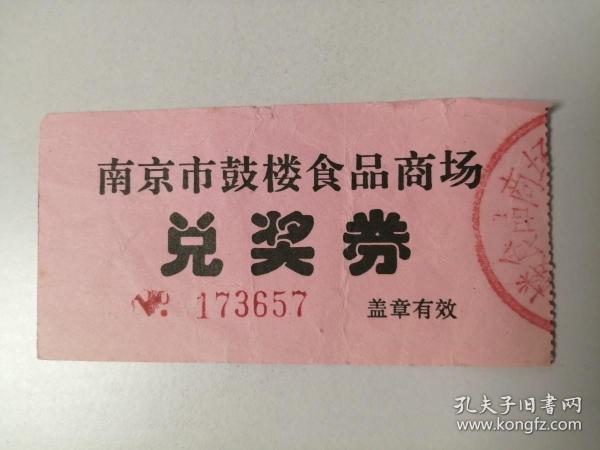 南京市鼓楼食品商场
兑奖券
№. 173657
盖章有效
孔夫子旧书网
www.kongfz.com